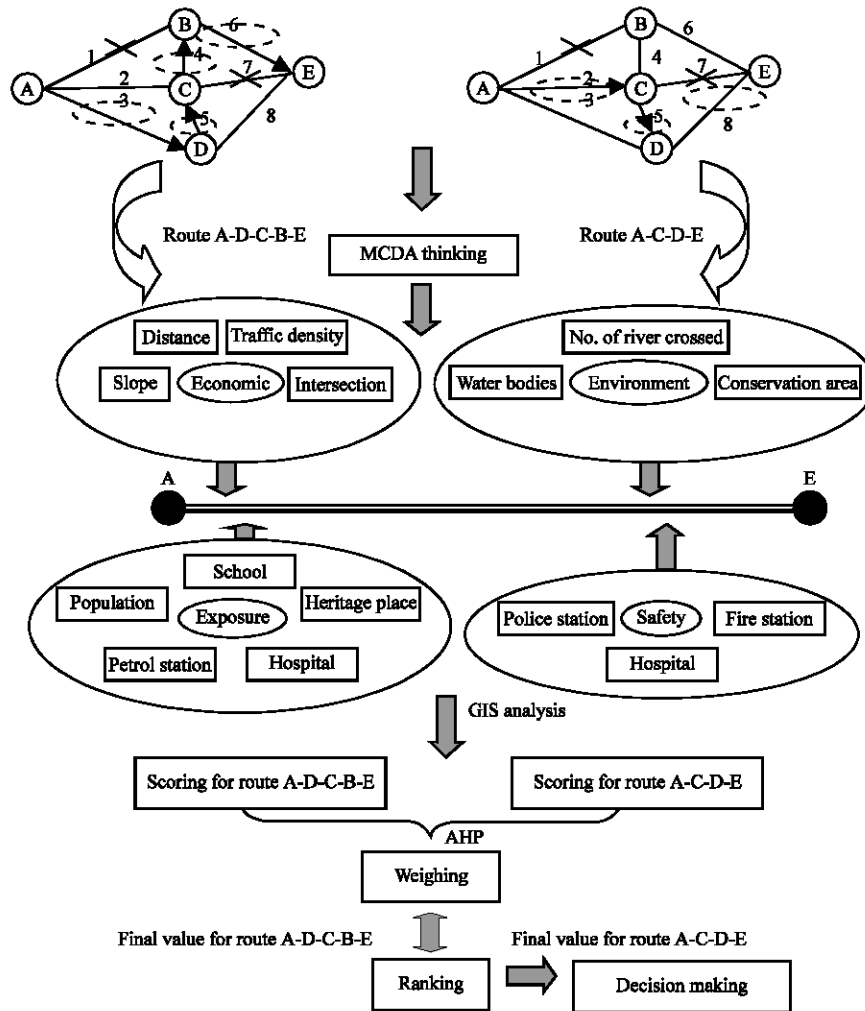 B
6
B
6
1
4
7
E
1
4
7
E
A
2
C
A
2
C
3
3
5
8
5
8
D
D
Route A-D-C-B-E
Route A-C-D-E
MCDA thinking
Distance
Traffic density
Slope
Economic
Intersection
No. of river crossed
Water bodies
Environment
Conservation area
A
E
School
Population
Exposure
Heritage place
Petrol station
Hospital
Police station
Safety
Fire station
Hospital
GIS analysis
Scoring for route A-D-C-B-E
Scoring for route A-C-D-E
AHP
Weighing
Final value for route A-D-C-B-E
Final value for route A-C-D-E
Ranking
Decision making